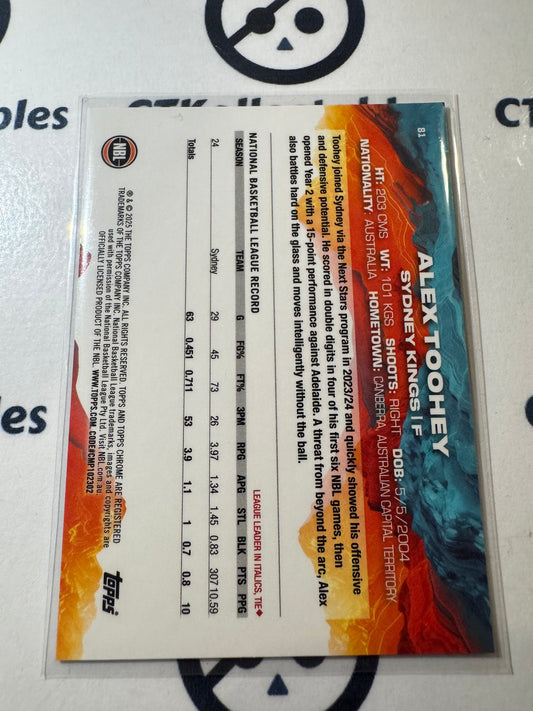 CTKollectables
bles
CT
81
ALEX TOOHEY
SYDNEY KINGS | F
HT: 203 CMS WT: 101 KGS SHOOTS: RIGHT DOB: 5/5/2004
NATIONALITY: AUSTRALIA HOMETOWN: CANBERRA, AUSTRALIAN CAPITAL TERRITORY
Toohey joined Sydney via the Next Stars program in 2023/24 and quickly showed his offensive
and defensive potential. He scored in double digits in four of his first six NBL games, then
opened Year 2 with a 15-point performance against Adelaide. A threat from beyond the arc, Alex
also battles hard on the glass and moves intelligently without the ball.
NATIONAL BASKETBALL LEAGUE RECORD LEAGUE LEADER IN ITALICS, TIE♦
SEASON TEAM G FG% FT% 3PM RPG APG STL BLK PTS PPG
24 Sydney 29 45 73 26 3.97 1.34 1.45 0.83 307 10.59
Totals 63 0.451 0.711 53 3.9 1.1 1 0.7 0.8 10
NBL
® & © 2025 THE TOPPS COMPANY INC. ALL RIGHTS RESERVED. TOPPS AND TOPPS CHROME ARE REGISTERED
TRADEMARKS OF THE TOPPS COMPANY INC. National Basketball League trademarks, images and copyrights are
used with permission of the National Basketball League Pty Ltd. Visit NBL.com.au
OFFICIALLY LICENSED PRODUCT OF THE NBL. WWW.TOPPS.COM. CODE#CMP102302
topps